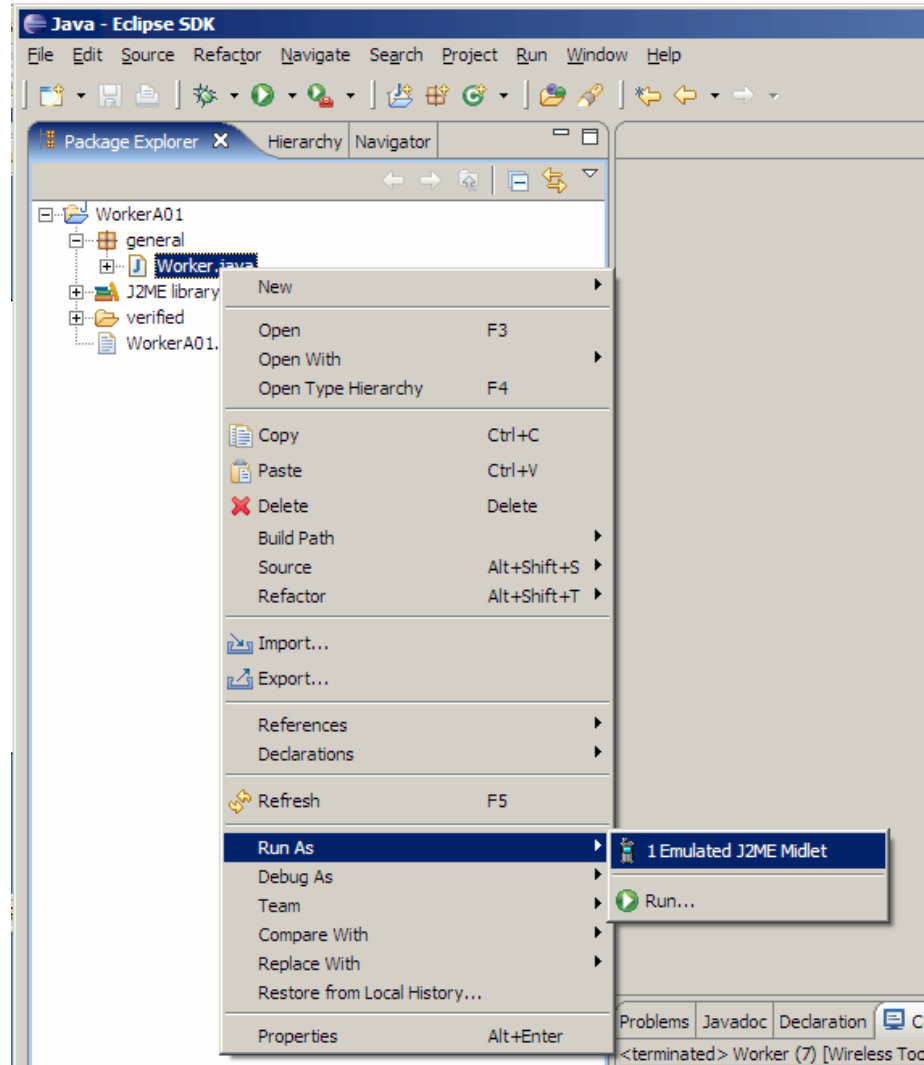 Java - Eclipse SDK
File Edit Source Refactor Navigate Search Project Run Window Help
Package Explorer Hierarchy Navigator
WorkerA01
general
Worker.java
J2ME library
verified
WorkerA01.
New
Open F3
Open With
Open Type Hierarchy F4
Copy Ctrl+C
Paste Ctrl+V
Delete Delete
Build Path
Source Alt+Shift+S
Refactor Alt+Shift+T
Import...
Export...
References
Declarations
Refresh F5
Run As
1 Emulated J2ME Midlet
Debug As
Run...
Team
Compare With
Replace With
Restore from Local History...
Properties Alt+Enter
Problems Javadoc Declaration C
<terminated> Worker (7) [Wireless Too